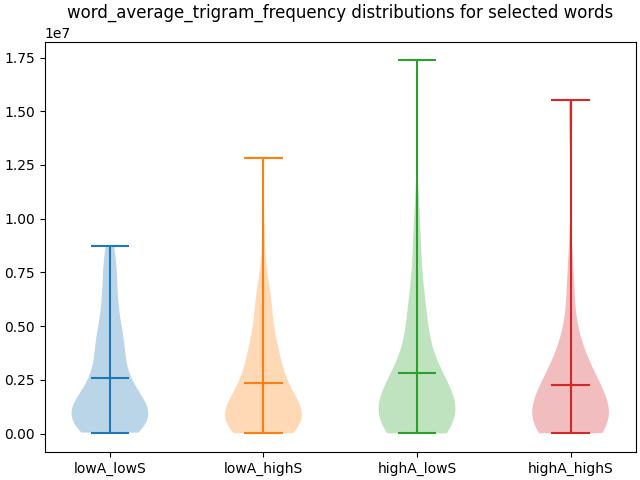 word_average_trigram_frequency distributions for selected words
1e7
1.75
1.50
1.25
1.00
0.75
0.50
0.25
0.00
lowA_lowS lowA_highS highA_lowS highA_highS